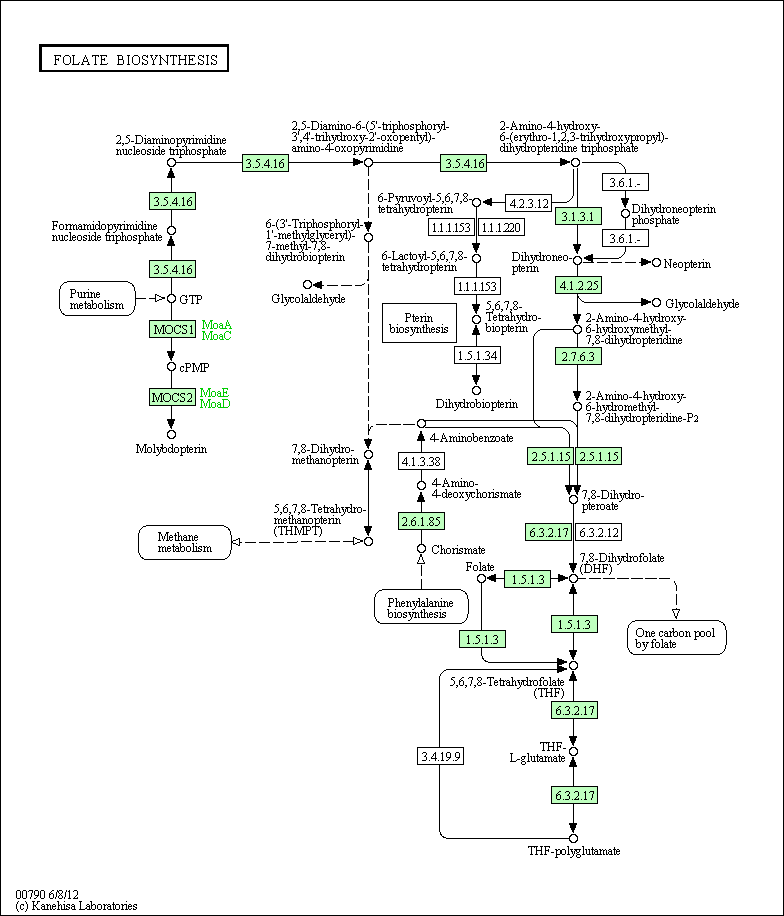 FOLATE BIOSYNTHESIS
2,5-Diaminopyrimidine
nucleoside triphosphate
2,5-Diamino-6-(5'-triphosphoryl-
3',4'-trihydroxy-2'-oxopentyl)-
amino-4-oxopyrimidine
2-Amino-4-hydroxy-
6-(erythro-1,2,3-trihydroxypropyl)-
dihydropteridine triphosphate
3.5.4.16
3.5.4.16
3.6.1.-
3.5.4.16
6-Pyruvoyl-5,6,7,8-
tetrahydropterin
4.2.3.12
3.1.3.1
Dihydroneopterin
phosphate
Formamidopyrimidine
nucleoside triphosphate
6-(3'-Triphosphoryl-
1'-methylglyceryl)-
7-methyl-7,8-
dihydrobiopterin
1.1.1.153
1.1.1.220
3.6.1.-
3.5.4.16
6-Lactoyl-5,6,7,8-
tetrahydropterin
Dihydroneo-
pterin
Neopterin
Purine
metabolism
GTP
Glycolaldehyde
1.1.1.153
4.1.2.25
Glycolaldehyde
MOCS1
MoaA
MoaC
Pterin
biosynthesis
5,6,7,8-
Tetrahydro-
biopterin
2-Amino-4-hydroxy-
6-hydroxymethyl-
7,8-dihydropteridine
1.5.1.34
2.7.6.3
cPMP
MOCS2
MoaE
MoaD
Dihydrobiopterin
2-Amino-4-hydroxy-
6-hydromethyl-
7,8-dihydropteridine-P2
Molybdopterin
4-Aminobenzoate
7,8-Dihydro-
methanopterin
4.1.3.38
2.5.1.15
2.5.1.15
4-Amino-
4-deoxychorismate
7,8-Dihydro-
pteroate
5,6,7,8-Tetrahydro-
methanopterin
(THMPT)
2.6.1.85
6.3.2.17
6.3.2.12
Methane
metabolism
Chorismate
7,8-Dihydrofolate
(DHF)
Folate
1.5.1.3
Phenylalanine
biosynthesis
1.5.1.3
1.5.1.3
One carbon pool
by folate
5,6,7,8-Tetrahydrofolate
(THF)
6.3.2.17
3.4.19.9
THF-
L-glutamate
6.3.2.17
THF-polyglutamate
00790 6/8/12
(c) Kanehisa Laboratories